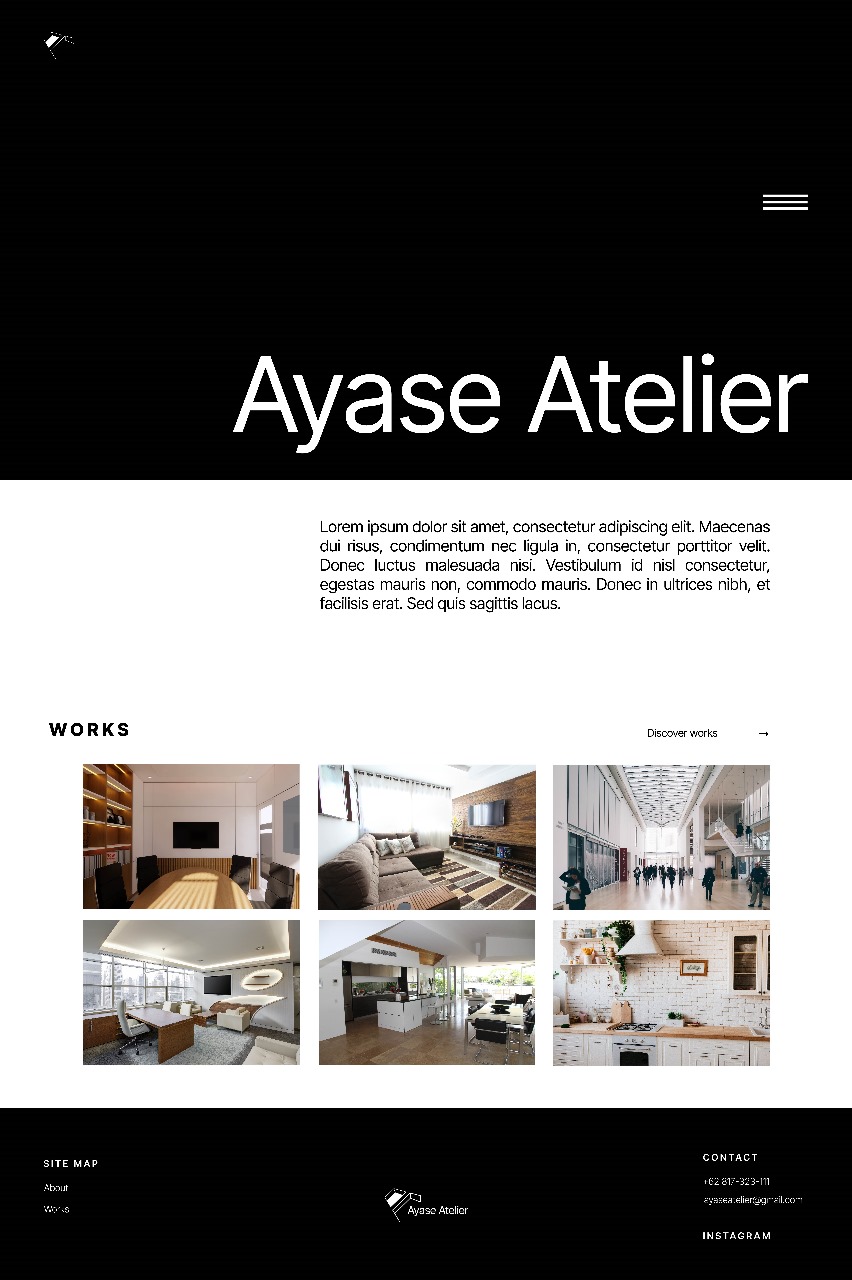 Ayase Atelier
Lorem ipsum dolor sit amet, consectetur adipiscing elit. Maecenas
dui risus, condimentum nec ligula in, consectetur porttitor velit.
Donec luctus malesuada nisi. Vestibulum id nisl consectetur,
egestas mauris non, commodo mauris. Donec in ultrices nibh, et
facilisis erat. Sed quis sagittis lacus.
WORKS
Discover works →
SITE MAP
About
Works
Ayase Atelier
CONTACT
+62 817-323-111
ayaseatelier@gmail.com
INSTAGRAM